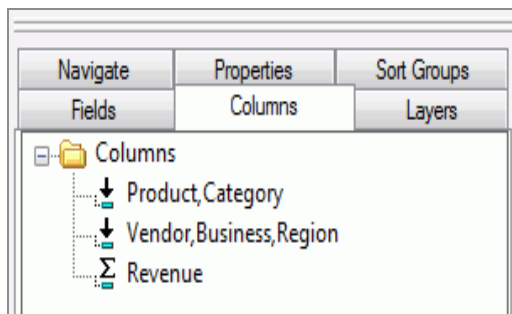 Navigate Properties Sort Groups
Fields Columns Layers
Columns
Product,Category
Vendor,Business,Region
Σ Revenue